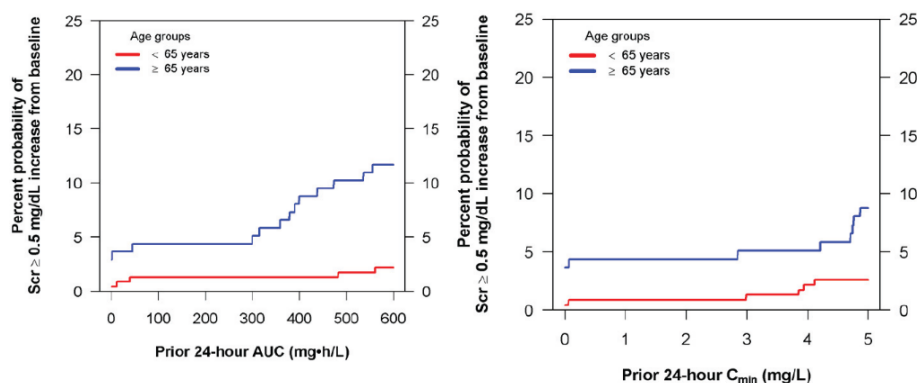 Percent probability of
Scr ≥ 0.5 mg/dL increase from baseline
25
20
15
10
5
0
Age groups
< 65 years
≥ 65 years
25
20
15
10
5
0
0 100 200 300 400 500 600
Prior 24-hour AUC (mg•h/L)
Percent probability of
Scr ≥ 0.5 mg/dL increase from baseline
25
20
15
10
5
0
Age groups
< 65 years
≥ 65 years
25
20
15
10
5
0
0 1 2 3 4 5
Prior 24-hour Cmin (mg/L)